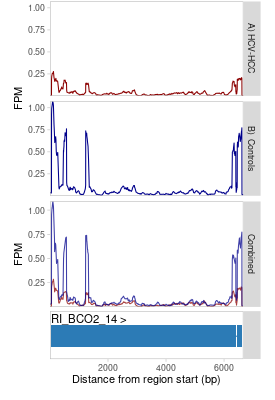 1.00
0.75
0.50
0.25
FPM
A) HCV-HCC
1.00
0.75
0.50
0.25
FPM
B) Controls
1.00
0.75
0.50
0.25
FPM
Combined
RI_BCO2_14 >
2000
4000
6000
Distance from region start (bp)